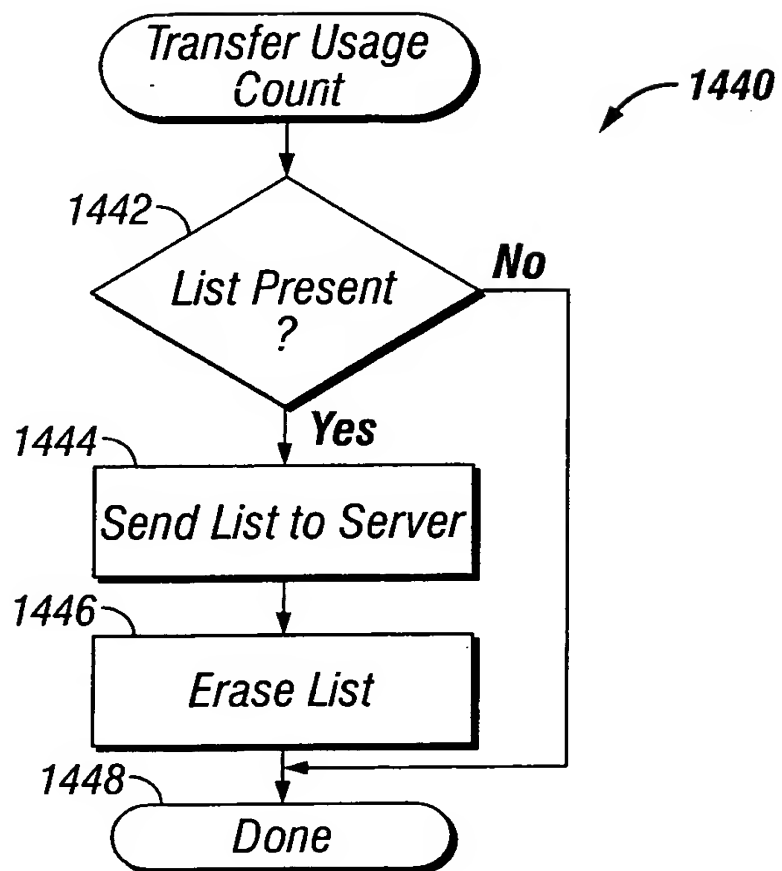 Transfer Usage
Count
1440
1442
List Present
?
No
Yes
1444
Send List to Server
1446
Erase List
1448
Done